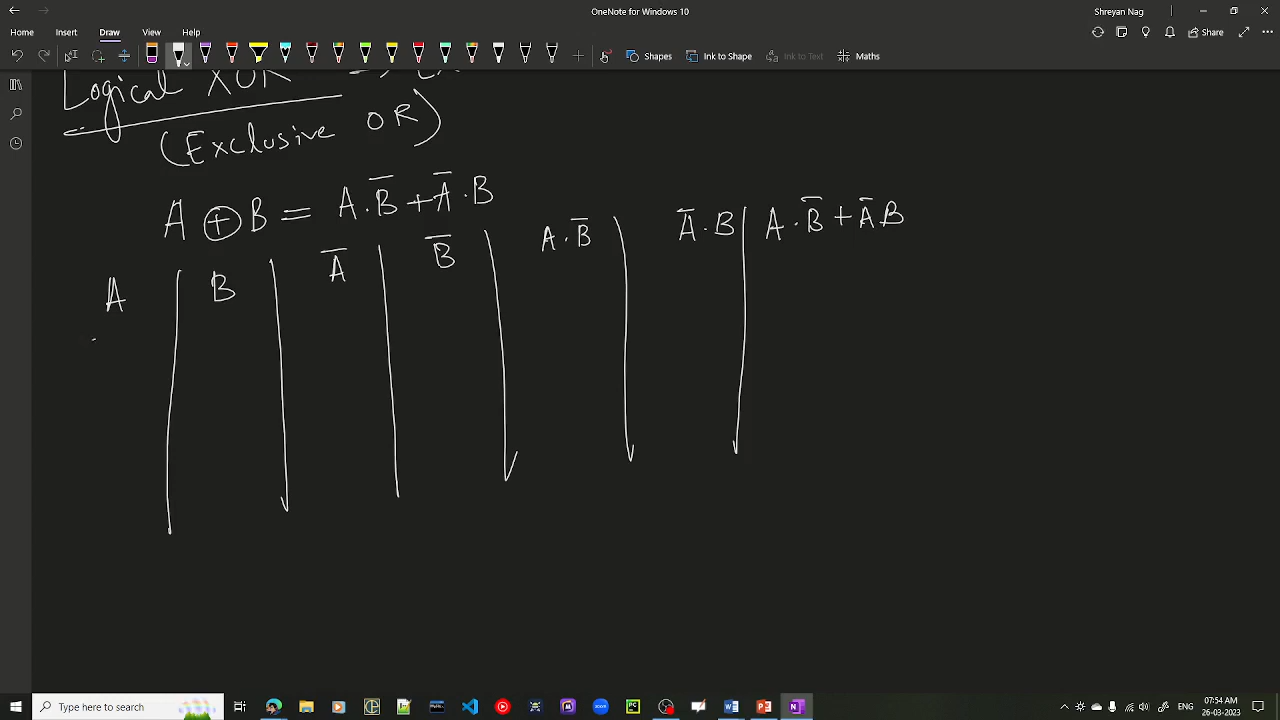 OneNote for Windows 10
Shreyan Nag
Home Insert Draw View Help
Share
Shapes Ink to Shape Ink to Text Maths
Logical XOR →
(Exclusive OR)
A ⊕ B = A.B̅ + A̅.B
A B A̅ B̅ A.B̅ A̅.B A.B̅ + A̅B
Type here to search
ENG
07:54 AM
26-03-2023